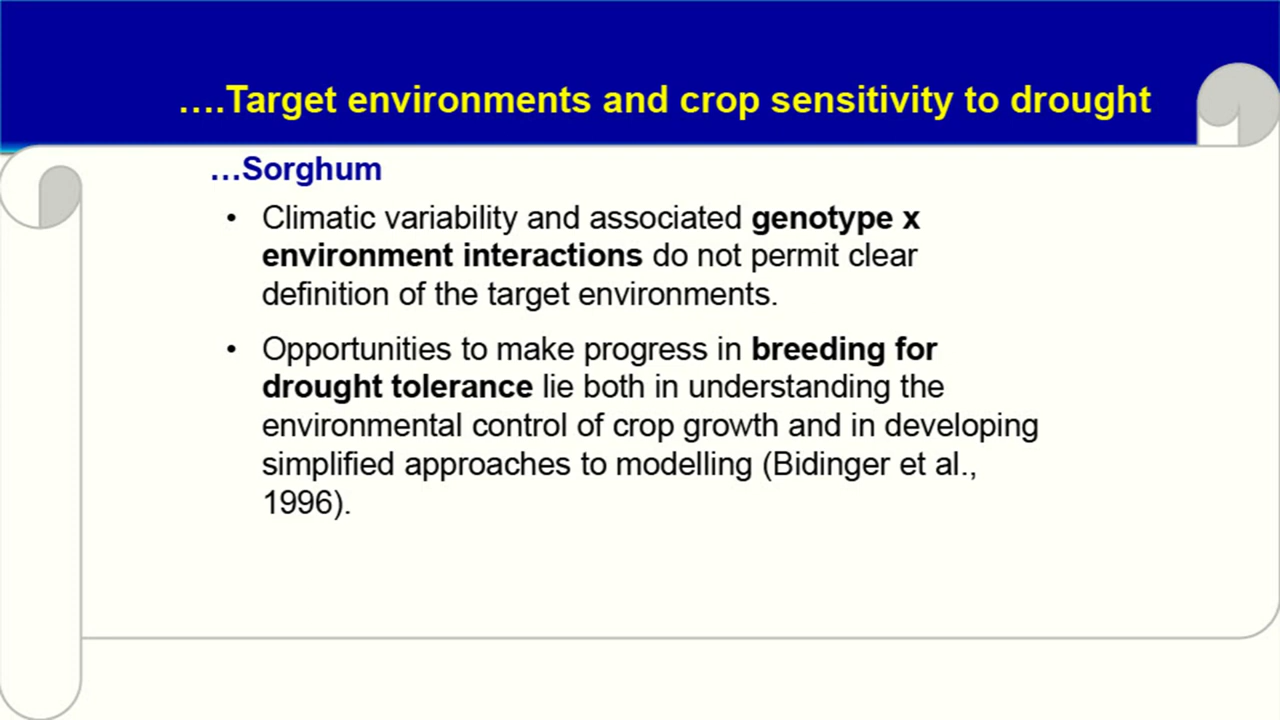 ....Target environments and crop sensitivity to drought
...Sorghum
• Climatic variability and associated genotype x
environment interactions do not permit clear
definition of the target environments.
• Opportunities to make progress in breeding for
drought tolerance lie both in understanding the
environmental control of crop growth and in developing
simplified approaches to modelling (Bidinger et al.,
1996).